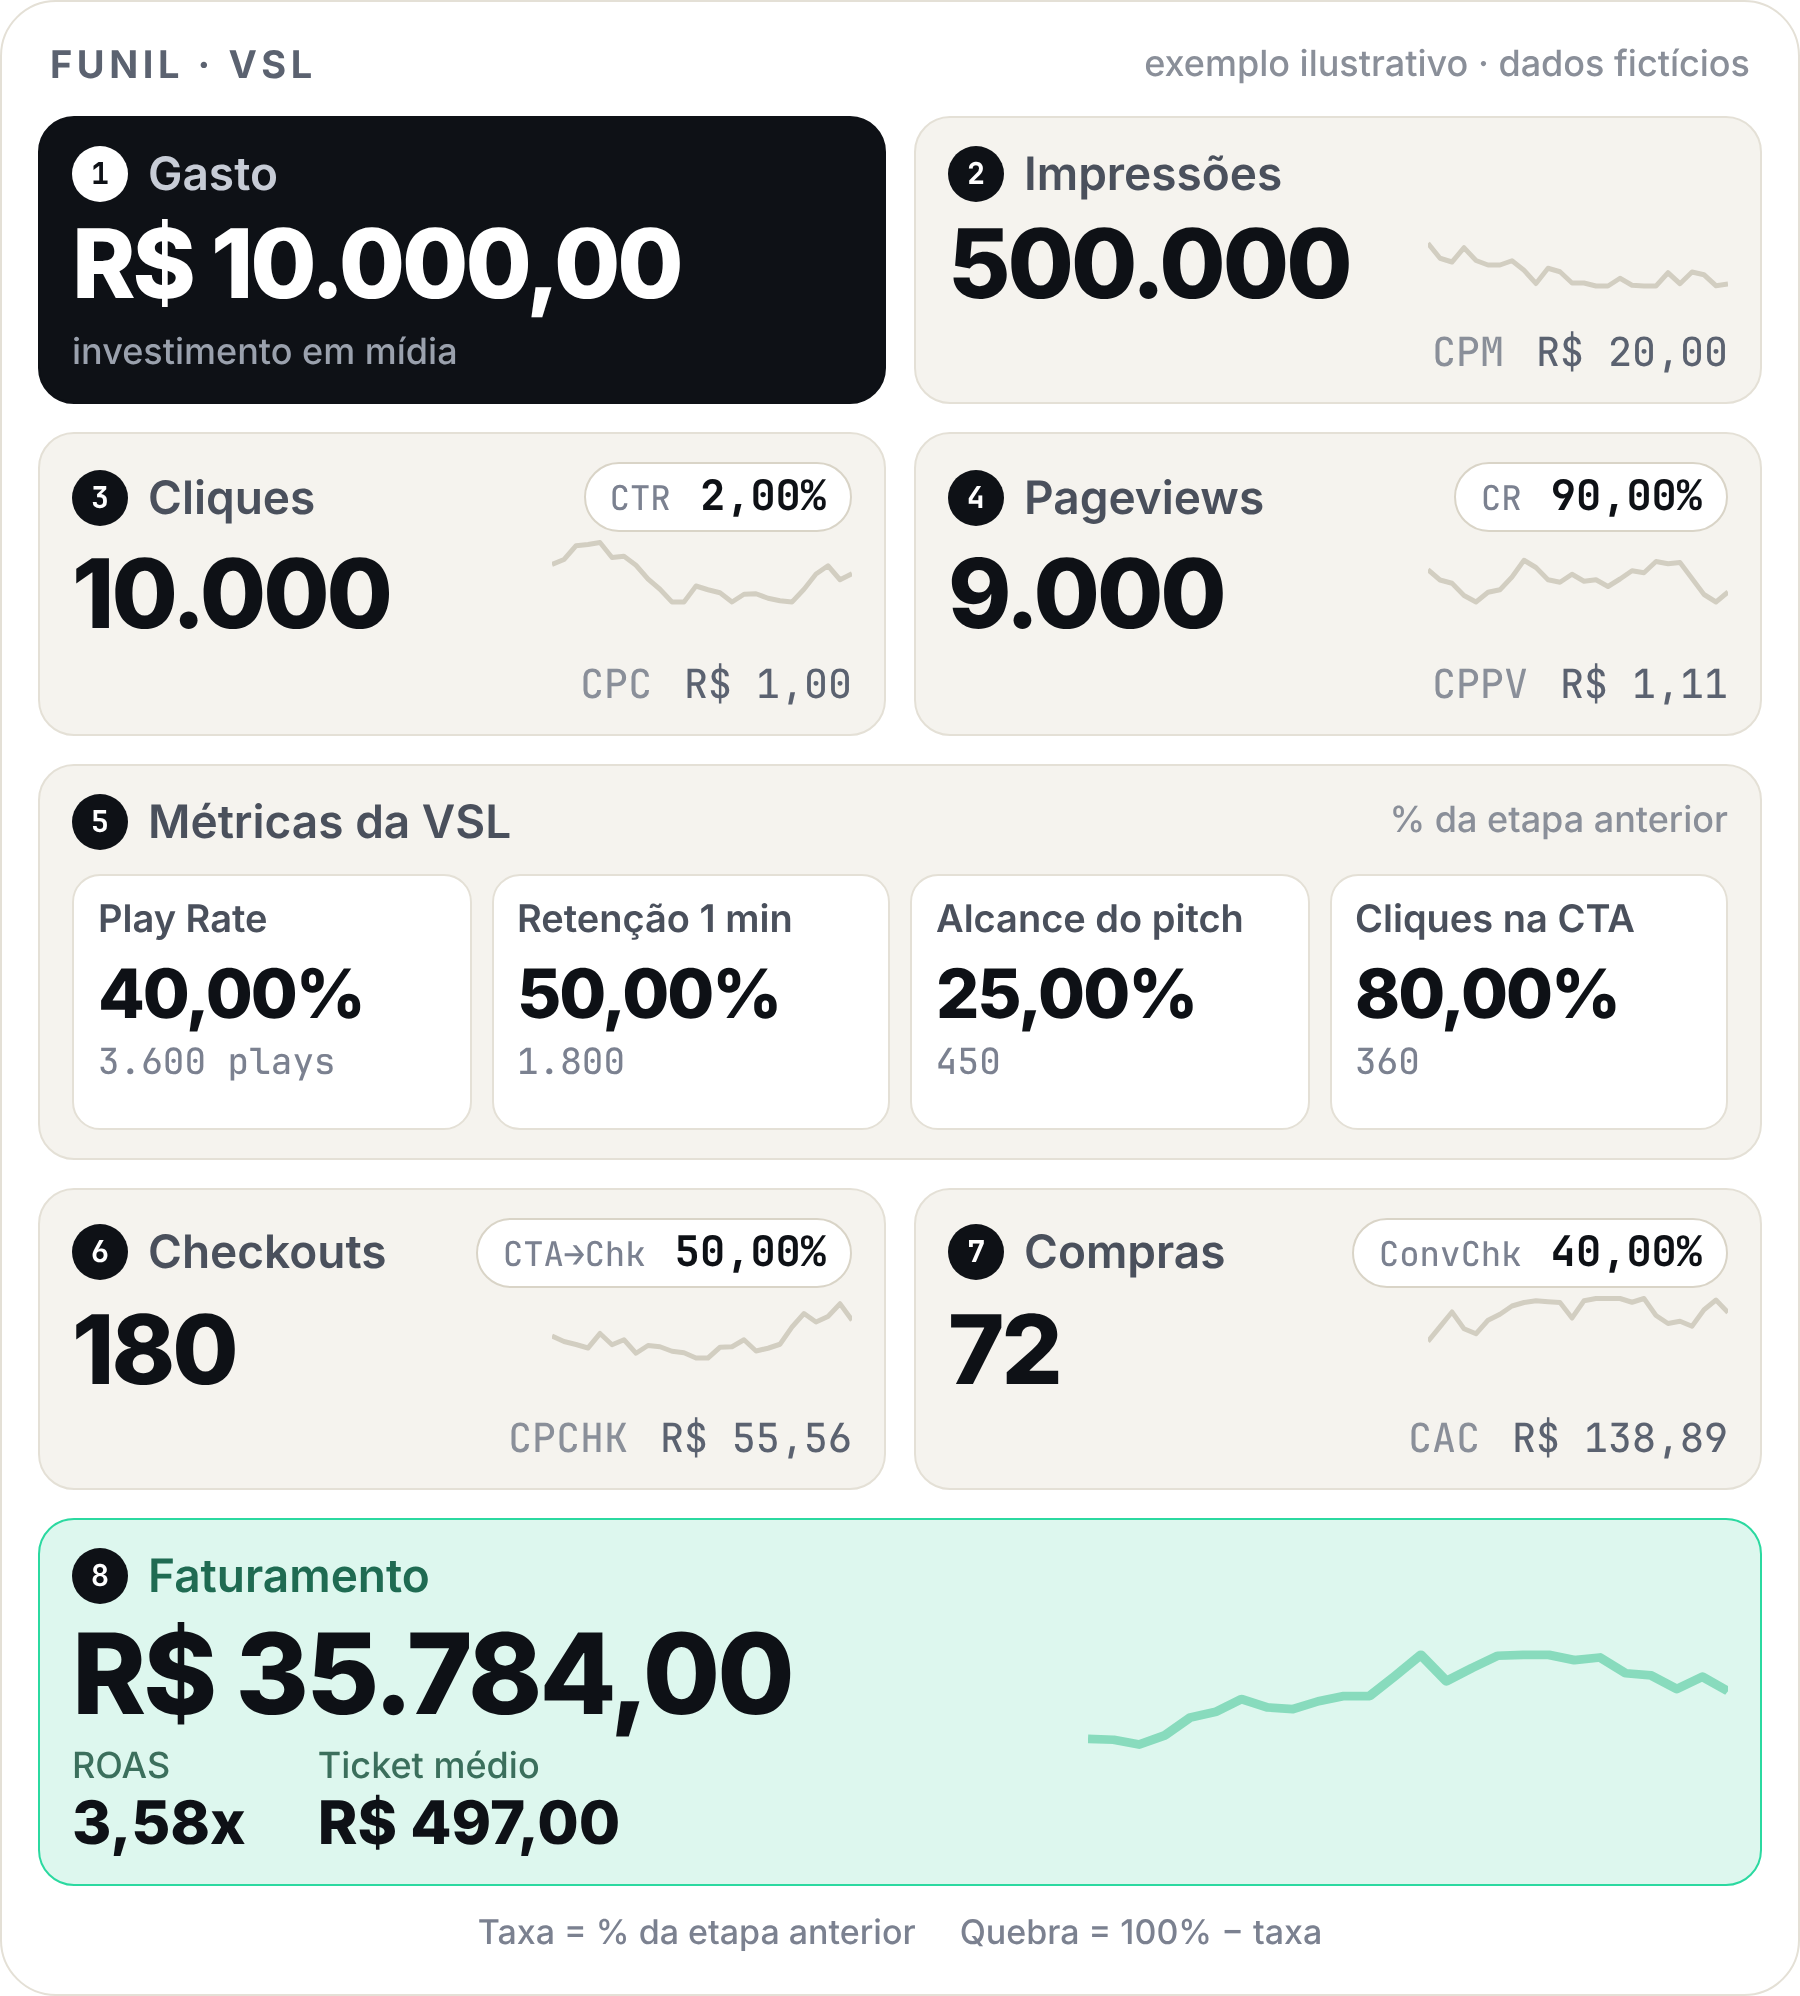 FUNIL · VSL
exemplo ilustrativo · dados fictícios
1 Gasto
R$ 10.000,00
investimento em mídia
2 Impressões
500.000
CPM R$ 20,00
3 Cliques
CTR 2,00%
10.000
CPC R$ 1,00
4 Pageviews
CR 90,00%
9.000
CPPV R$ 1,11
5 Métricas da VSL
% da etapa anterior
Play Rate
40,00%
3.600 plays
Retenção 1 min
50,00%
1.800
Alcance do pitch
25,00%
450
Cliques na CTA
80,00%
360
6 Checkouts
CTA→Chk 50,00%
180
CPCHK R$ 55,56
7 Compras
ConvChk 40,00%
72
CAC R$ 138,89
8 Faturamento
R$ 35.784,00
ROAS
3,58x
Ticket médio
R$ 497,00
Taxa = % da etapa anterior Quebra = 100% − taxa